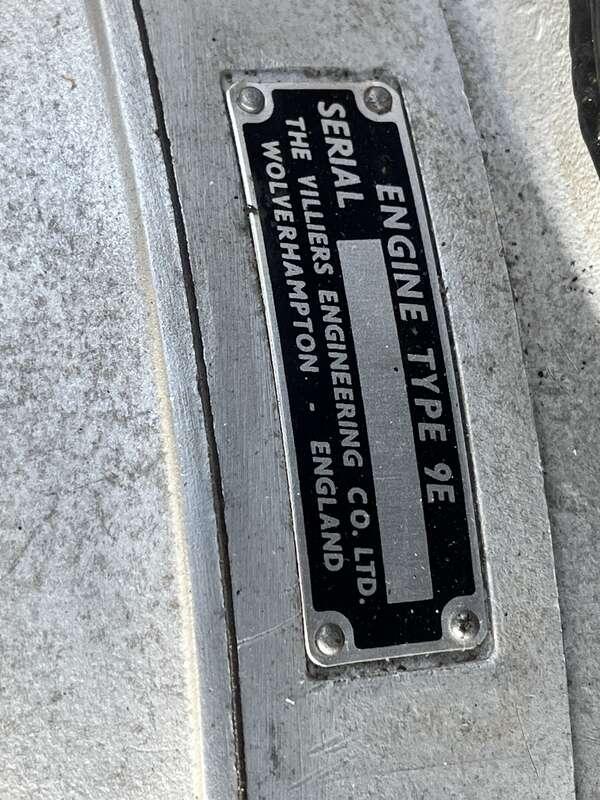 ENGINE TYPE 9E
SERIAL
THE VILLIERS ENGINEERING CO. LTD.
WOLVERHAMPTON - ENGLAND